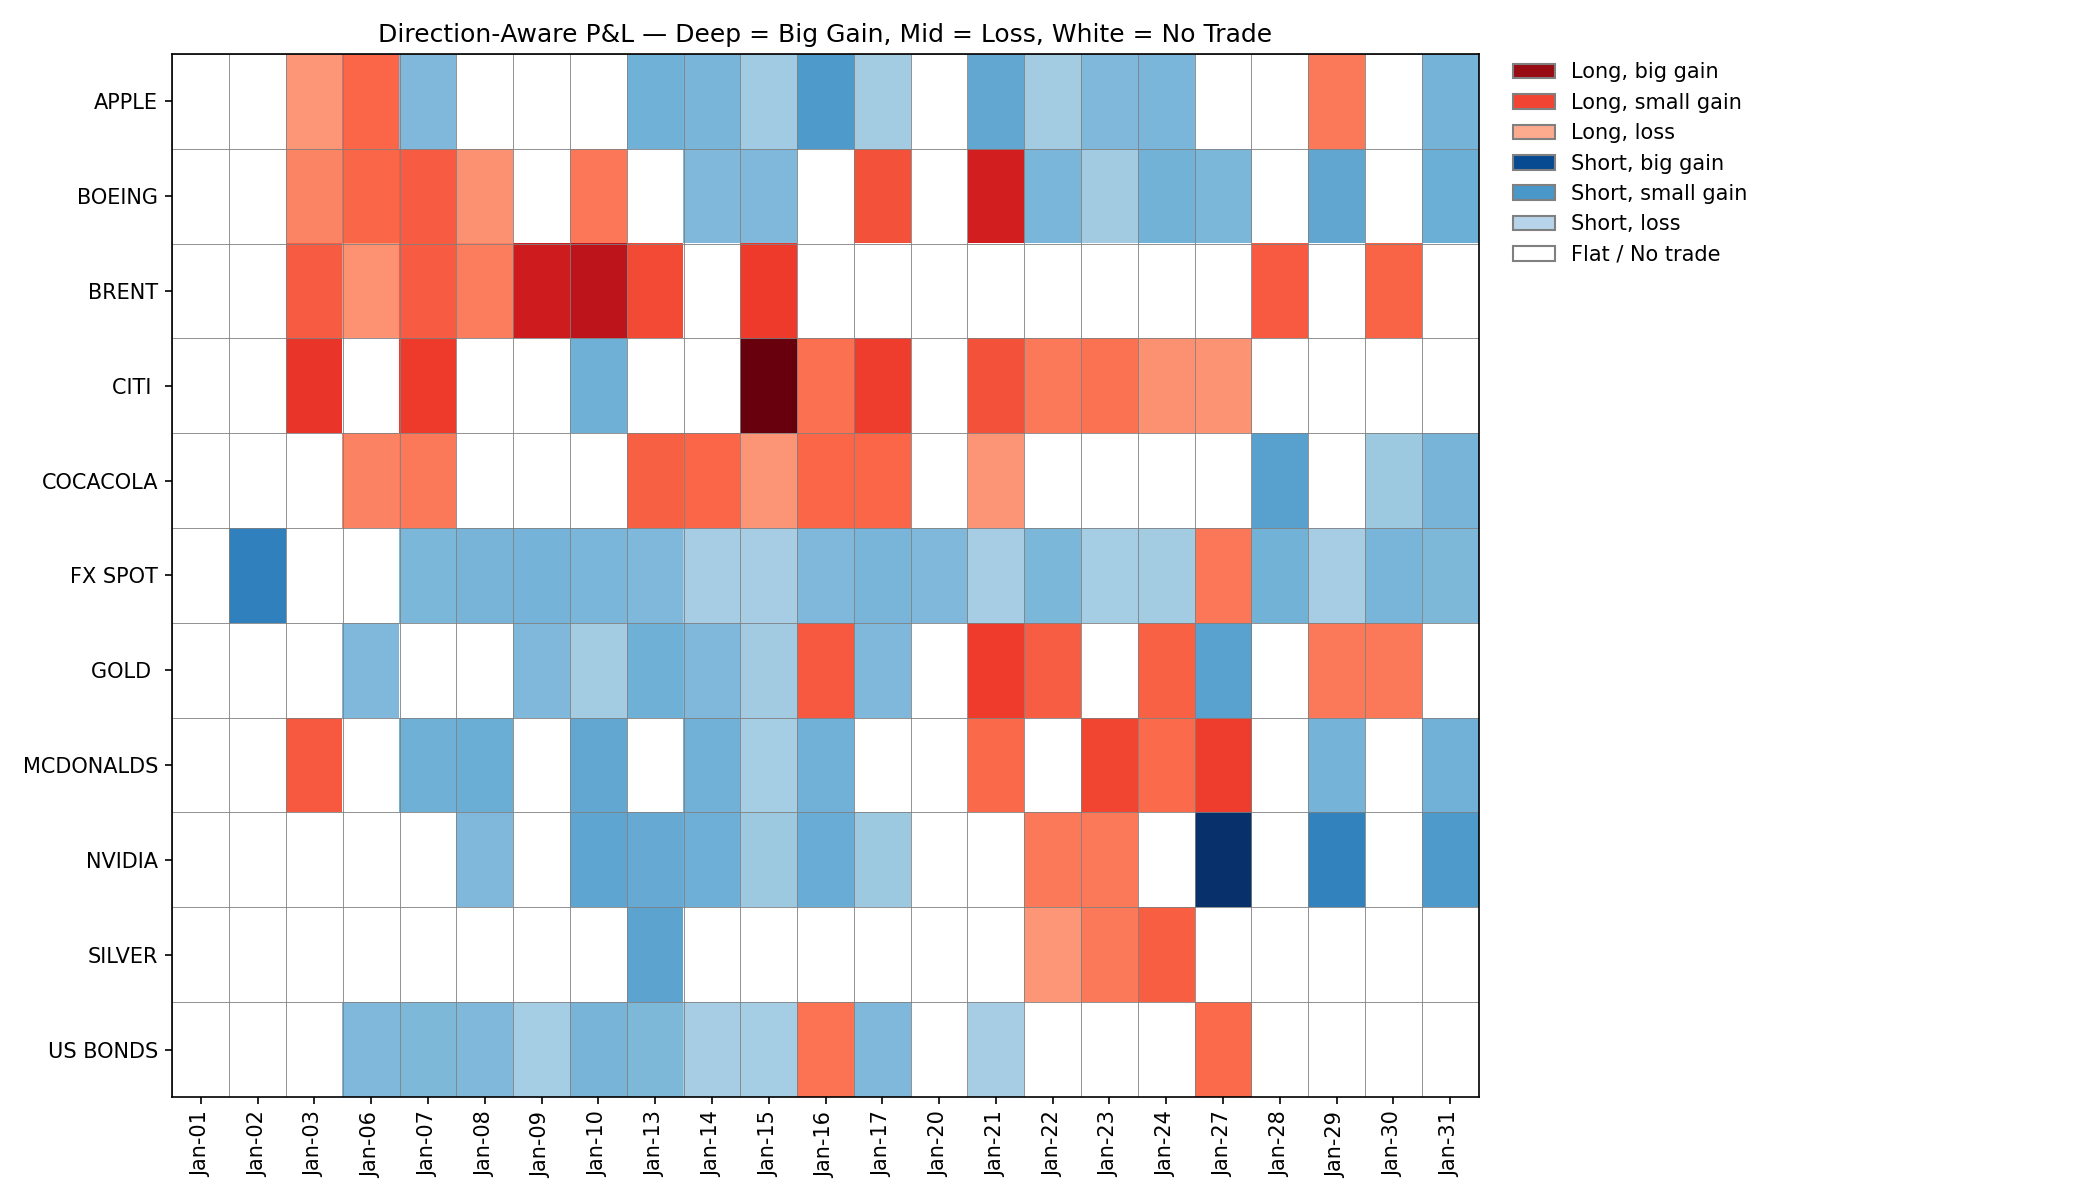 Direction-Aware P&L — Deep = Big Gain, Mid = Loss, White = No Trade
APPLE
BOEING
BRENT
CITI
COCACOLA
FX SPOT
GOLD
MCDONALDS
NVIDIA
SILVER
US BONDS
Jan-01
Jan-02
Jan-03
Jan-06
Jan-07
Jan-08
Jan-09
Jan-10
Jan-13
Jan-14
Jan-15
Jan-16
Jan-17
Jan-20
Jan-21
Jan-22
Jan-23
Jan-24
Jan-27
Jan-28
Jan-29
Jan-30
Jan-31
Long, big gain
Long, small gain
Long, loss
Short, big gain
Short, small gain
Short, loss
Flat / No trade